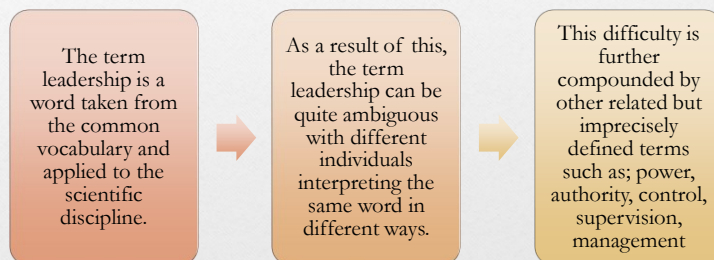 The term
leadership is a
word taken from
the common
vocabulary and
applied to the
scientific
discipline.
As a result of this,
the term
leadership can be
quite ambiguous
with different
individuals
interpreting the
same word in
different ways.
This difficulty is
further
compounded by
other related but
imprecisely
defined terms
such as; power,
authority, control,
supervision,
management